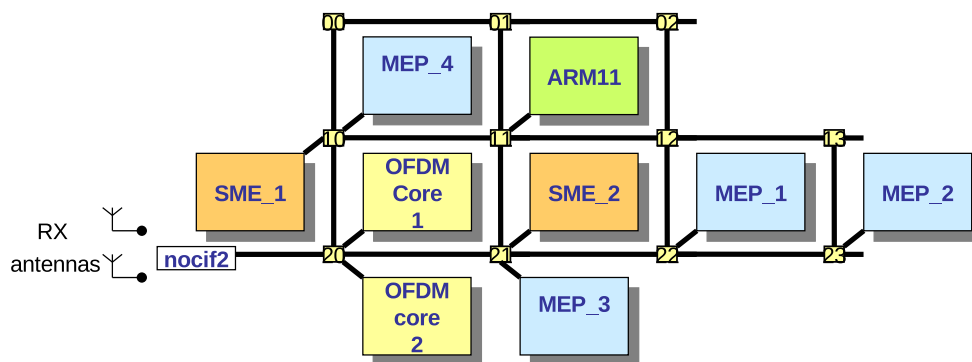 00 01 02
MEP_4
ARM11
10 11 12 13
SME_1
OFDM
Core
1
SME_2
MEP_1
MEP_2
RX
antennas
nocif2
20 21 22 23
OFDM
core
2
MEP_3